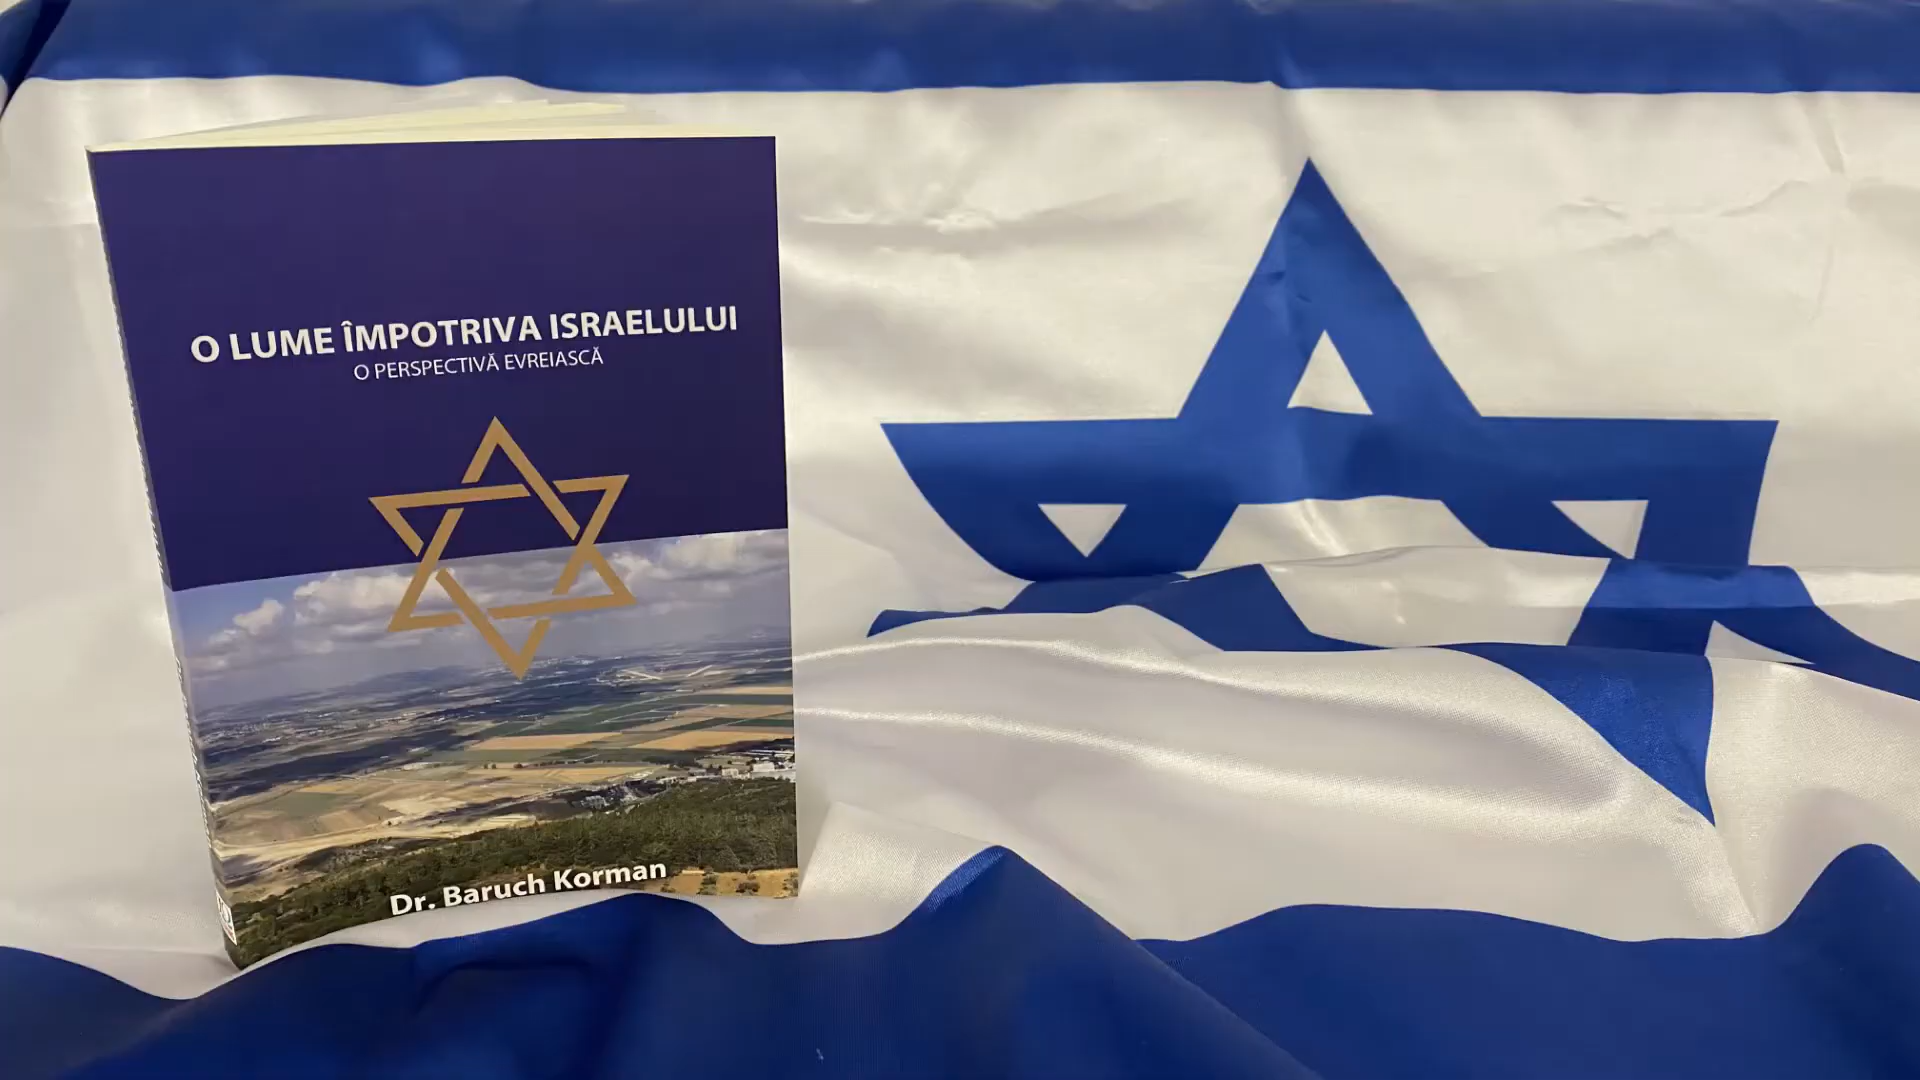 O LUME ÎMPOTRIVA ISRAELULUI
O PERSPECTIVĂ EVREIASCĂ
Dr. Baruch Korman